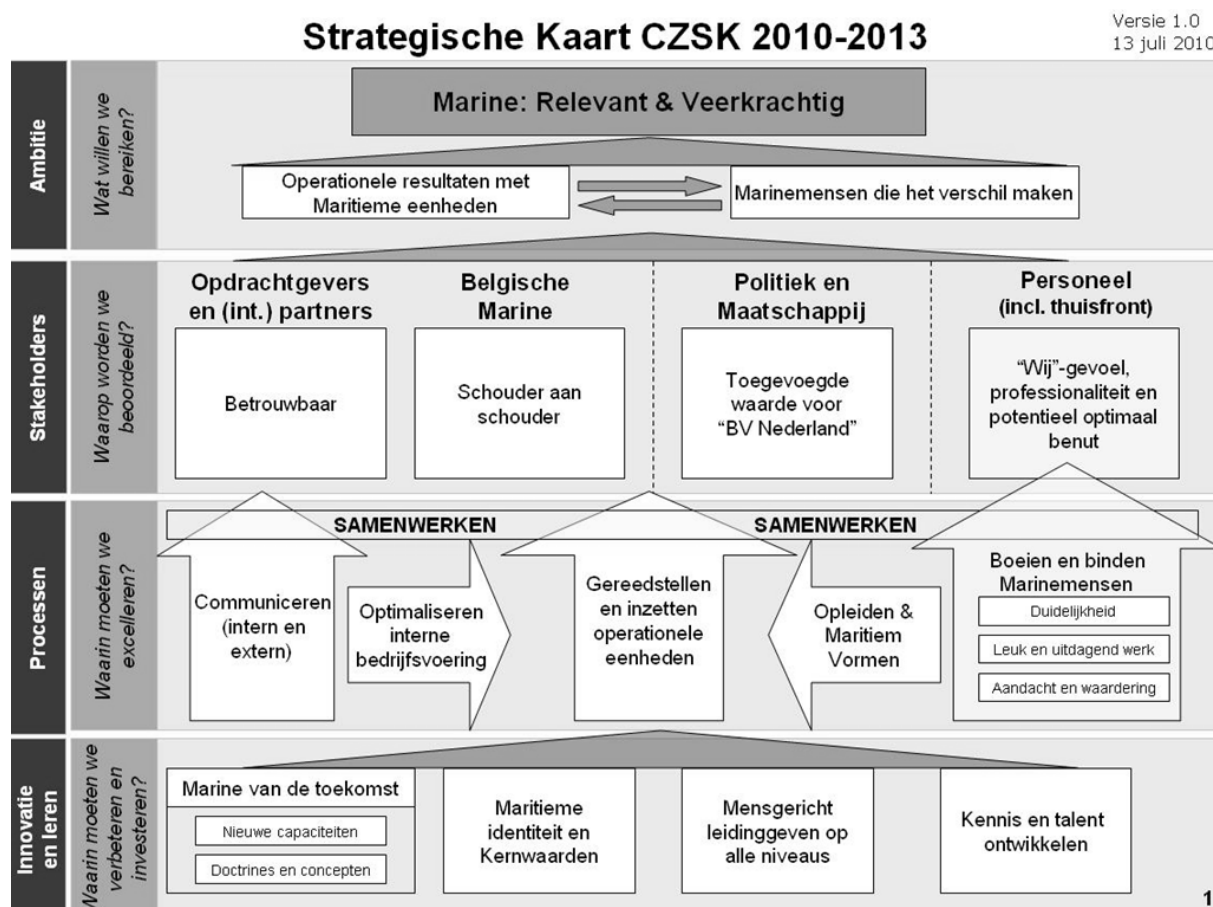 Strategische Kaart CZSK 2010-2013
Versie 1.0
13 juli 2010
Ambitie
Wat willen we
bereiken?
Marine: Relevant & Veerkrachtig
Operationele resultaten met
Maritieme eenheden
Marinemensen die het verschil maken
Stakeholders
Waarop worden we
beoordeeld?
Opdrachtgevers
en (int.) partners
Betrouwbaar
Belgische
Marine
Schouder aan
schouder
Politiek en
Maatschappij
Toegevoegde
waarde voor
“BV Nederland”
Personeel
(incl. thuisfront)
“Wij”-gevoel,
professionaliteit en
potentieel optimaal
benut
Processen
Waarin moeten we
excelleren?
SAMENWERKEN
SAMENWERKEN
Communiceren
(intern en
extern)
Optimaliseren
interne
bedrijfsvoering
Gereedstellen
en inzetten
operationele
eenheden
Opleiden &
Maritiem
Vormen
Boeien en binden
Marinemensen
Duidelijkheid
Leuk en uitdagend werk
Aandacht en waardering
Innovatie
en leren
Waarin moeten we
verbeteren en
investeren?
Marine van de toekomst
Nieuwe capaciteiten
Doctrines en concepten
Maritieme
identiteit en
Kernwaarden
Mensgericht
leidinggeven op
alle niveaus
Kennis en talent
ontwikkelen
1